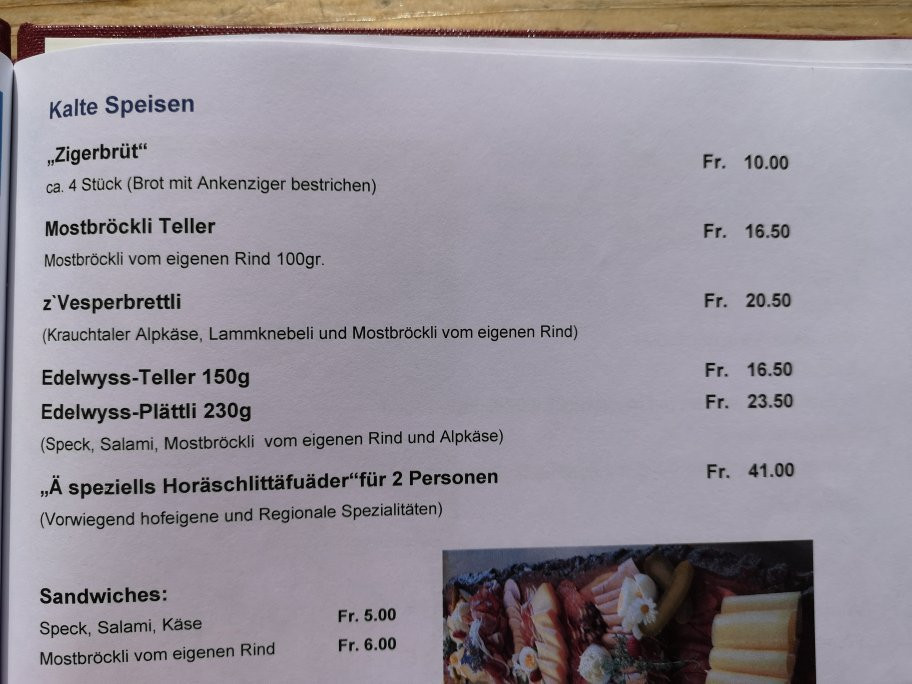 Kalte Speisen
„Zigerbrüt“ Fr. 10.00
ca. 4 Stück (Brot mit Ankenziger bestrichen)
Mostbröckli Teller Fr. 16.50
Mostbröckli vom eigenen Rind 100gr.
z`Vesperbrettli Fr. 20.50
(Krauchtaler Alpkäse, Lammknebeli und Mostbröckli vom eigenen Rind)
Edelwyss-Teller 150g Fr. 16.50
Edelwyss-Plättli 230g Fr. 23.50
(Speck, Salami, Mostbröckli vom eigenen Rind und Alpkäse)
„Ä speziells Horäschlittäfuäder“für 2 Personen Fr. 41.00
(Vorwiegend hofeigene und Regionale Spezialitäten)
Sandwiches:
Speck, Salami, Käse Fr. 5.00
Mostbröckli vom eigenen Rind Fr. 6.00